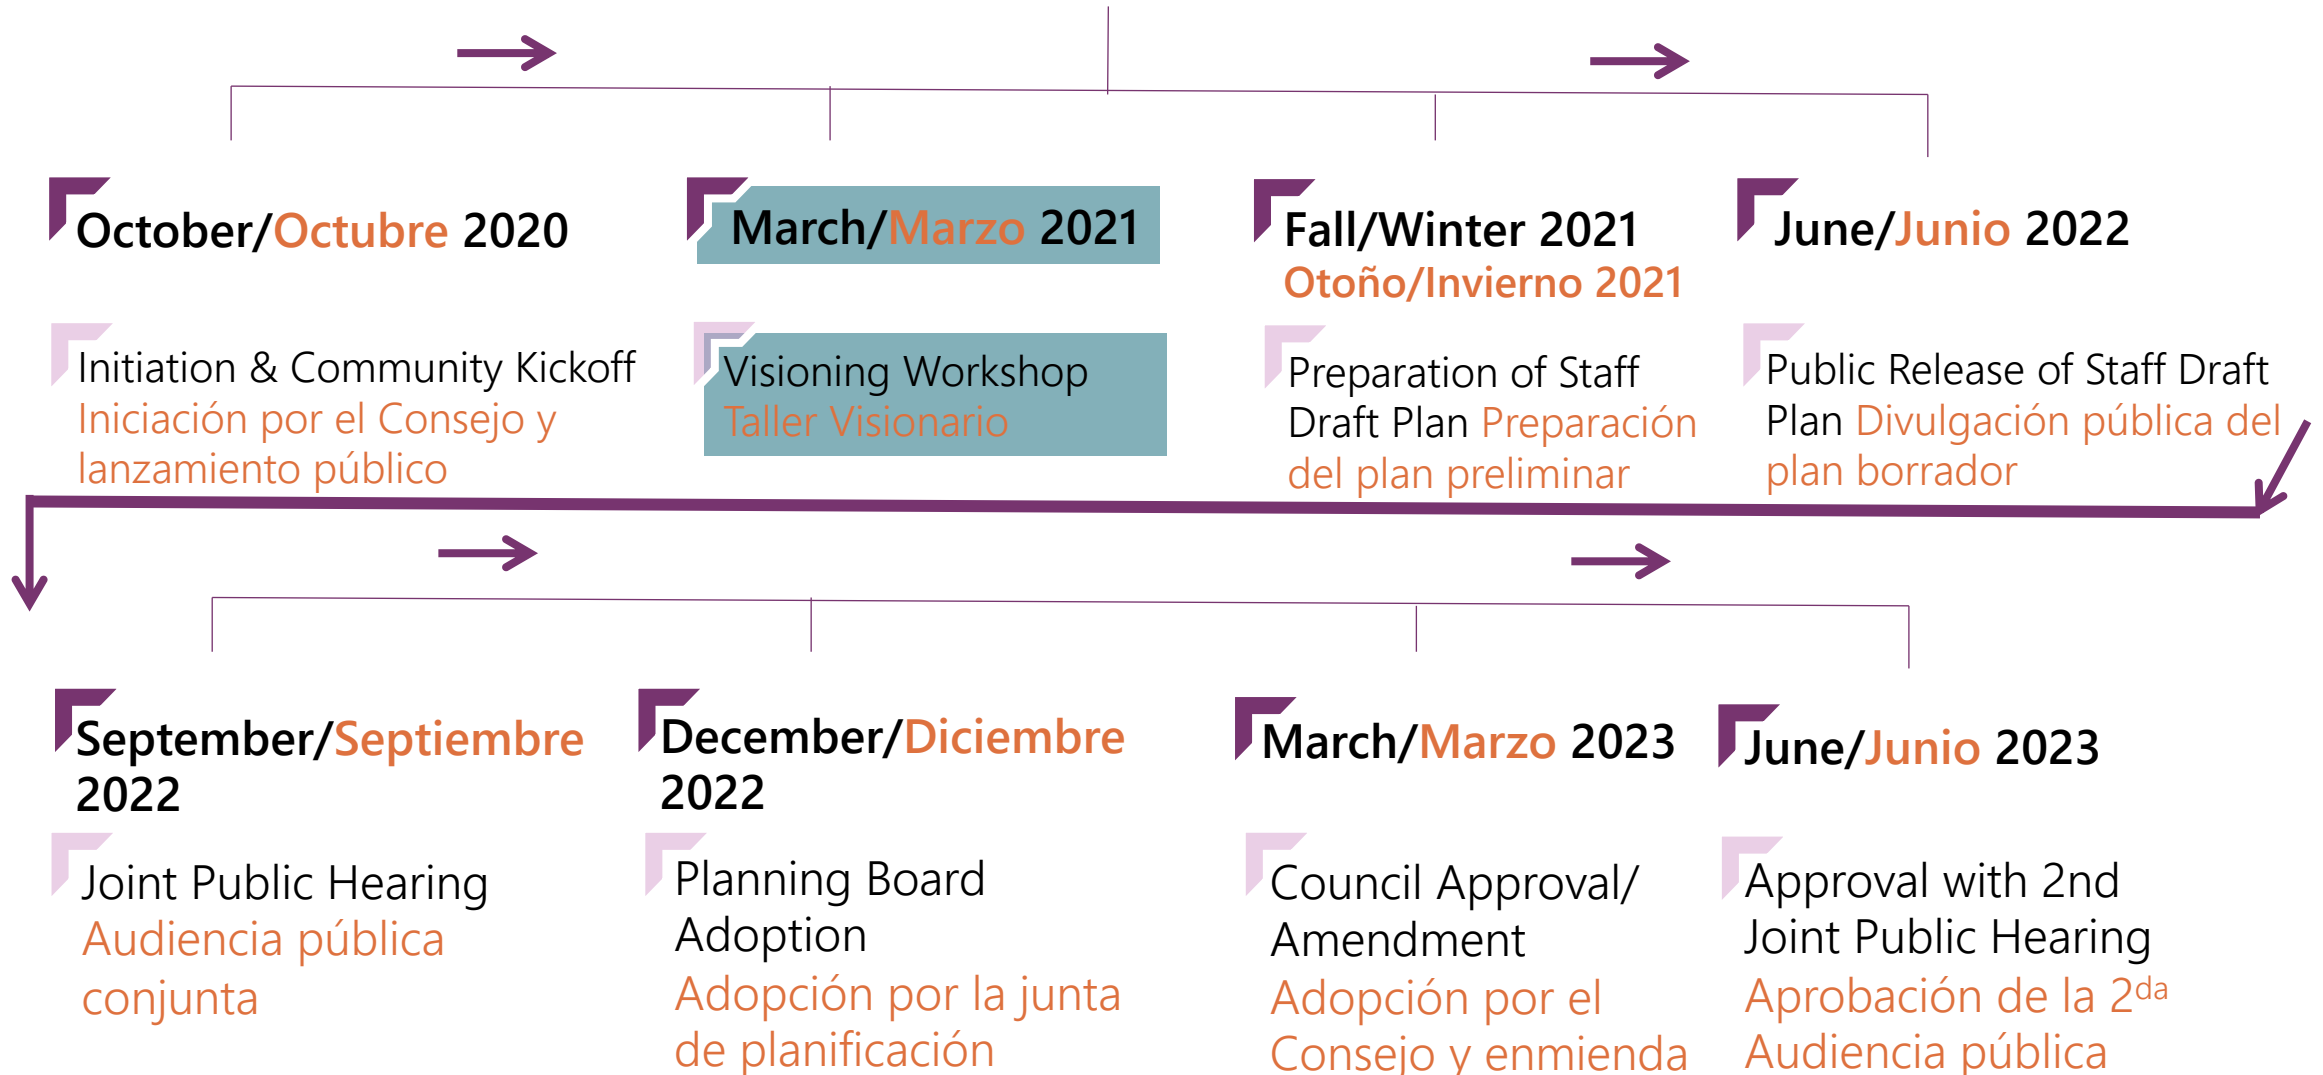 October/Octubre 2020
Initiation & Community Kickoff
Iniciación por el Consejo y
lanzamiento público
March/Marzo 2021
Visioning Workshop
Taller Visionario
Fall/Winter 2021
Otoño/Invierno 2021
Preparation of Staff
Draft Plan Preparación
del plan preliminar
June/Junio 2022
Public Release of Staff Draft
Plan Divulgación pública del
plan borrador
September/Septiembre
2022
Joint Public Hearing
Audiencia pública
conjunta
December/Diciembre
2022
Planning Board
Adoption
Adopción por la junta
de planificación
March/Marzo 2023
Council Approval/
Amendment
Adopción por el
Consejo y enmienda
June/Junio 2023
Approval with 2nd
Joint Public Hearing
Aprobación de la 2da
Audiencia pública